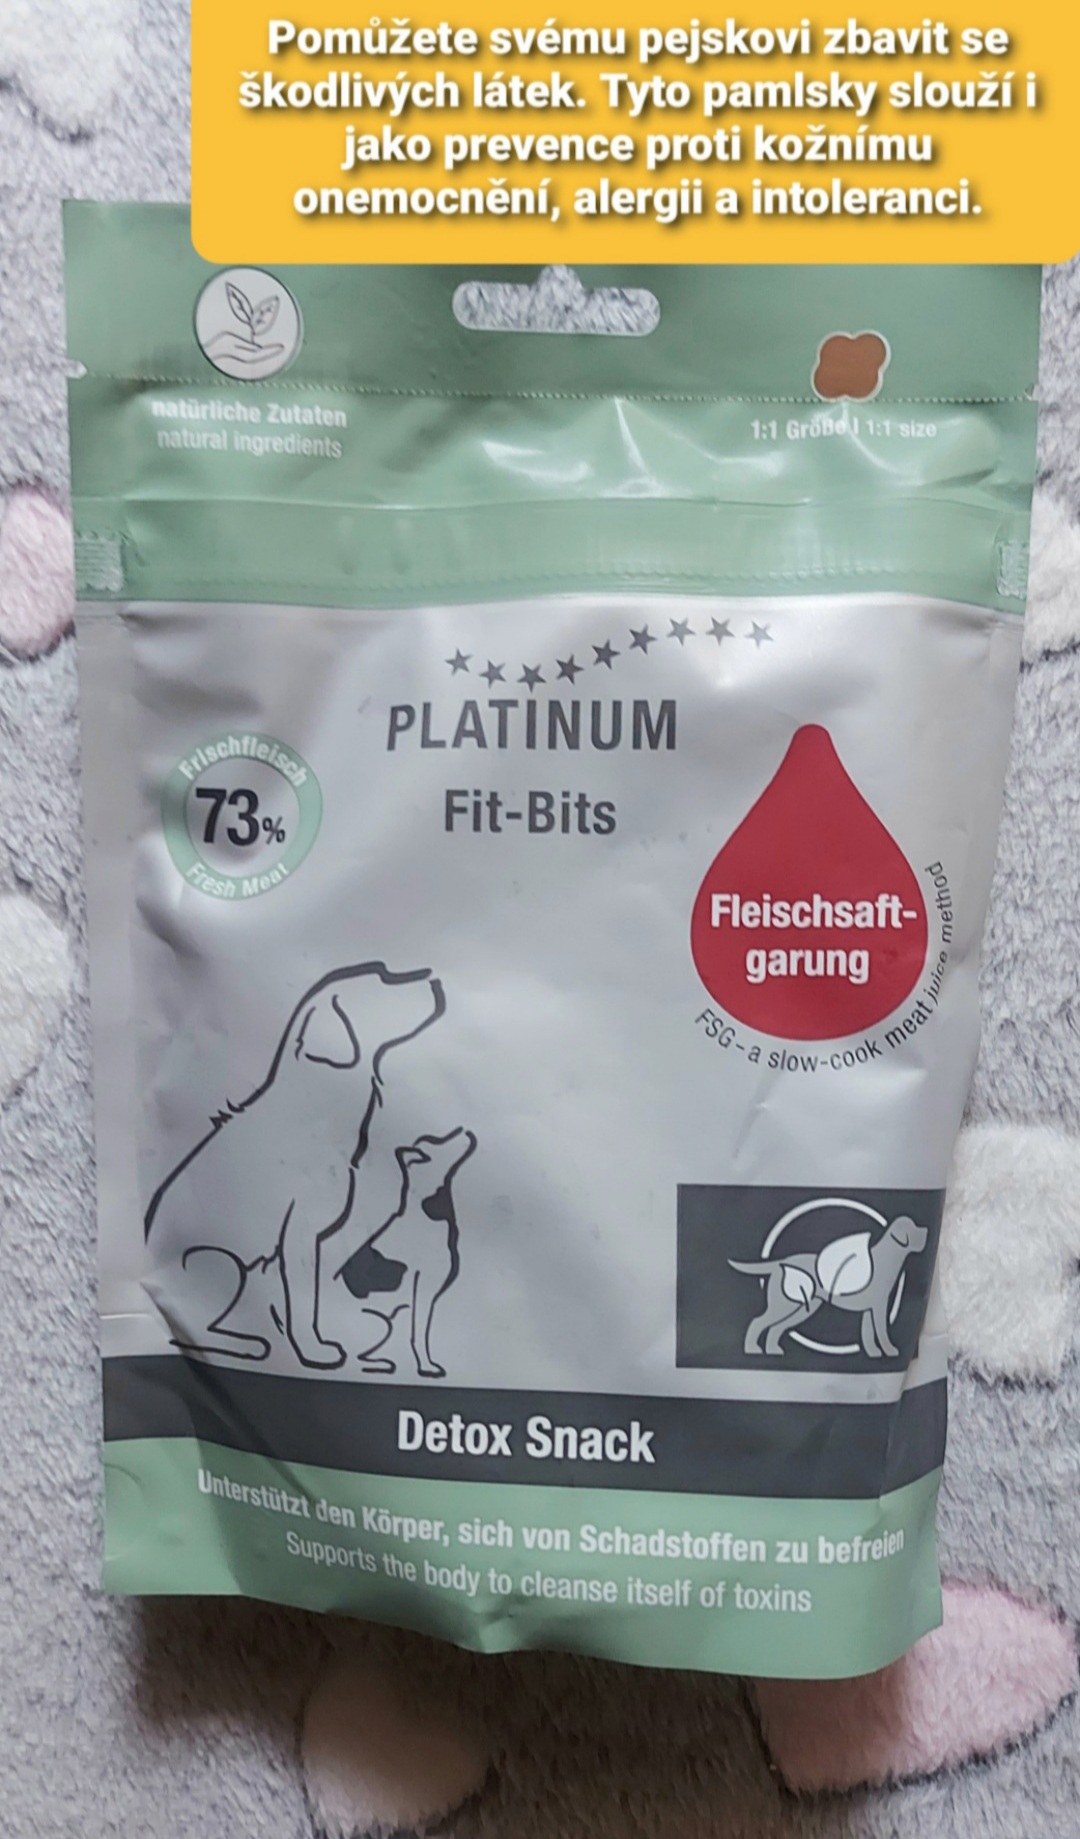 Pomůžete svému pejskovi zbavit se
škodlivých látek. Tyto pamlsky slouží i
jako prevence proti kožnímu
onemocnění, alergii a intoleranci.
natürliche Zutaten
natural ingredients
1:1 Größe | 1:1 size
PLATINUM
Fit-Bits
Frischfleisch
73%
Fresh Meat
Fleischsaft-
garung
FSG - a slow-cook meat juice method
Detox Snack
Unterstützt den Körper, sich von Schadstoffen zu befreien
Supports the body to cleanse itself of toxins